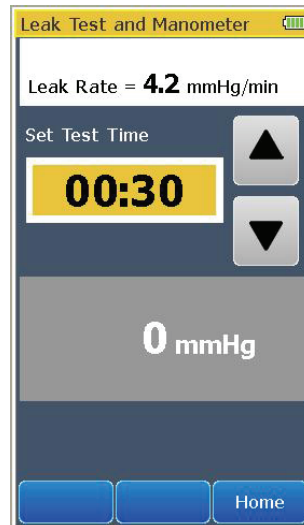 Leak Test and Manometer
Leak Rate = 4.2 mmHg/min
Set Test Time
00:30
0 mmHg
Home